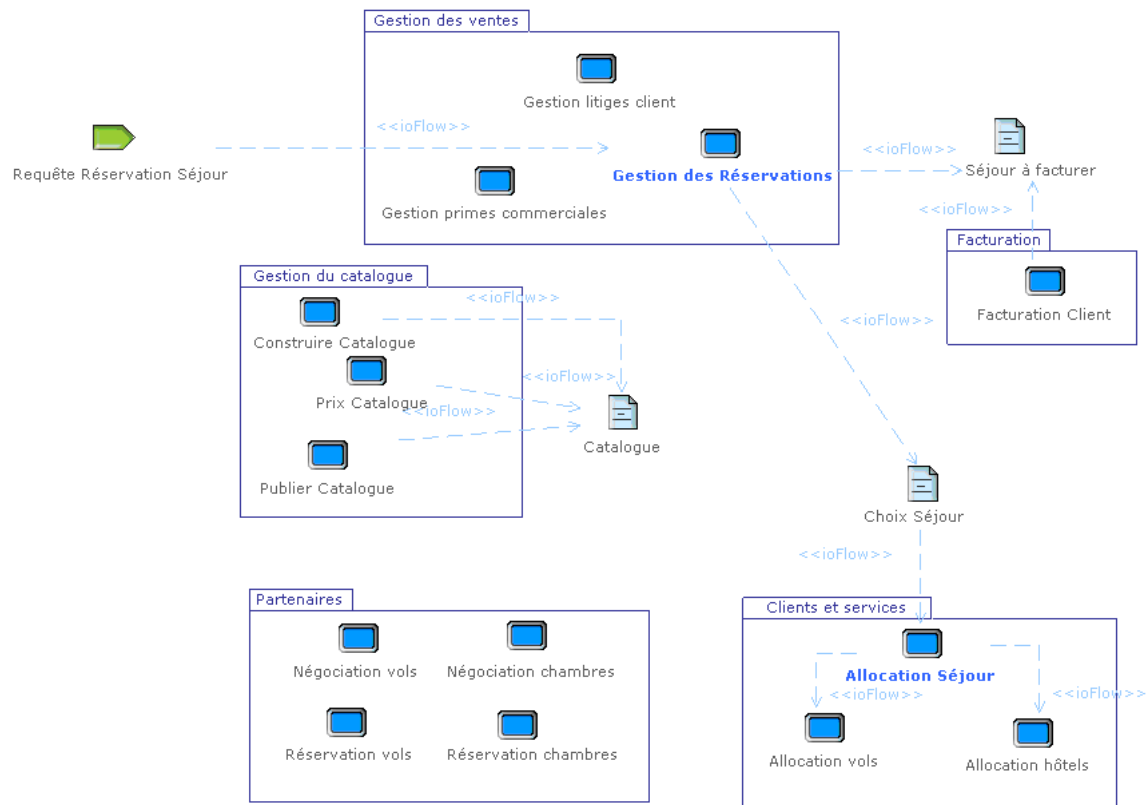 Gestion des ventes
Gestion litiges client
<<ioFlow>>
<<ioFlow>>
Requête Réservation Séjour
Gestion des Réservations
Séjour à facturer
Gestion primes commerciales
<<ioFlow>>
Facturation
Gestion du catalogue
<<ioFlow>>
Facturation Client
<<ioFlow>>
Construire Catalogue
<<ioFlow>>
Prix Catalogue
<<ioFlow>>
Catalogue
Publier Catalogue
Choix Séjour
<<ioFlow>>
Partenaires
Clients et services
Négociation vols
Négociation chambres
Allocation Séjour
<<ioFlow>>
<<ioFlow>>
Réservation vols
Réservation chambres
Allocation vols
Allocation hôtels